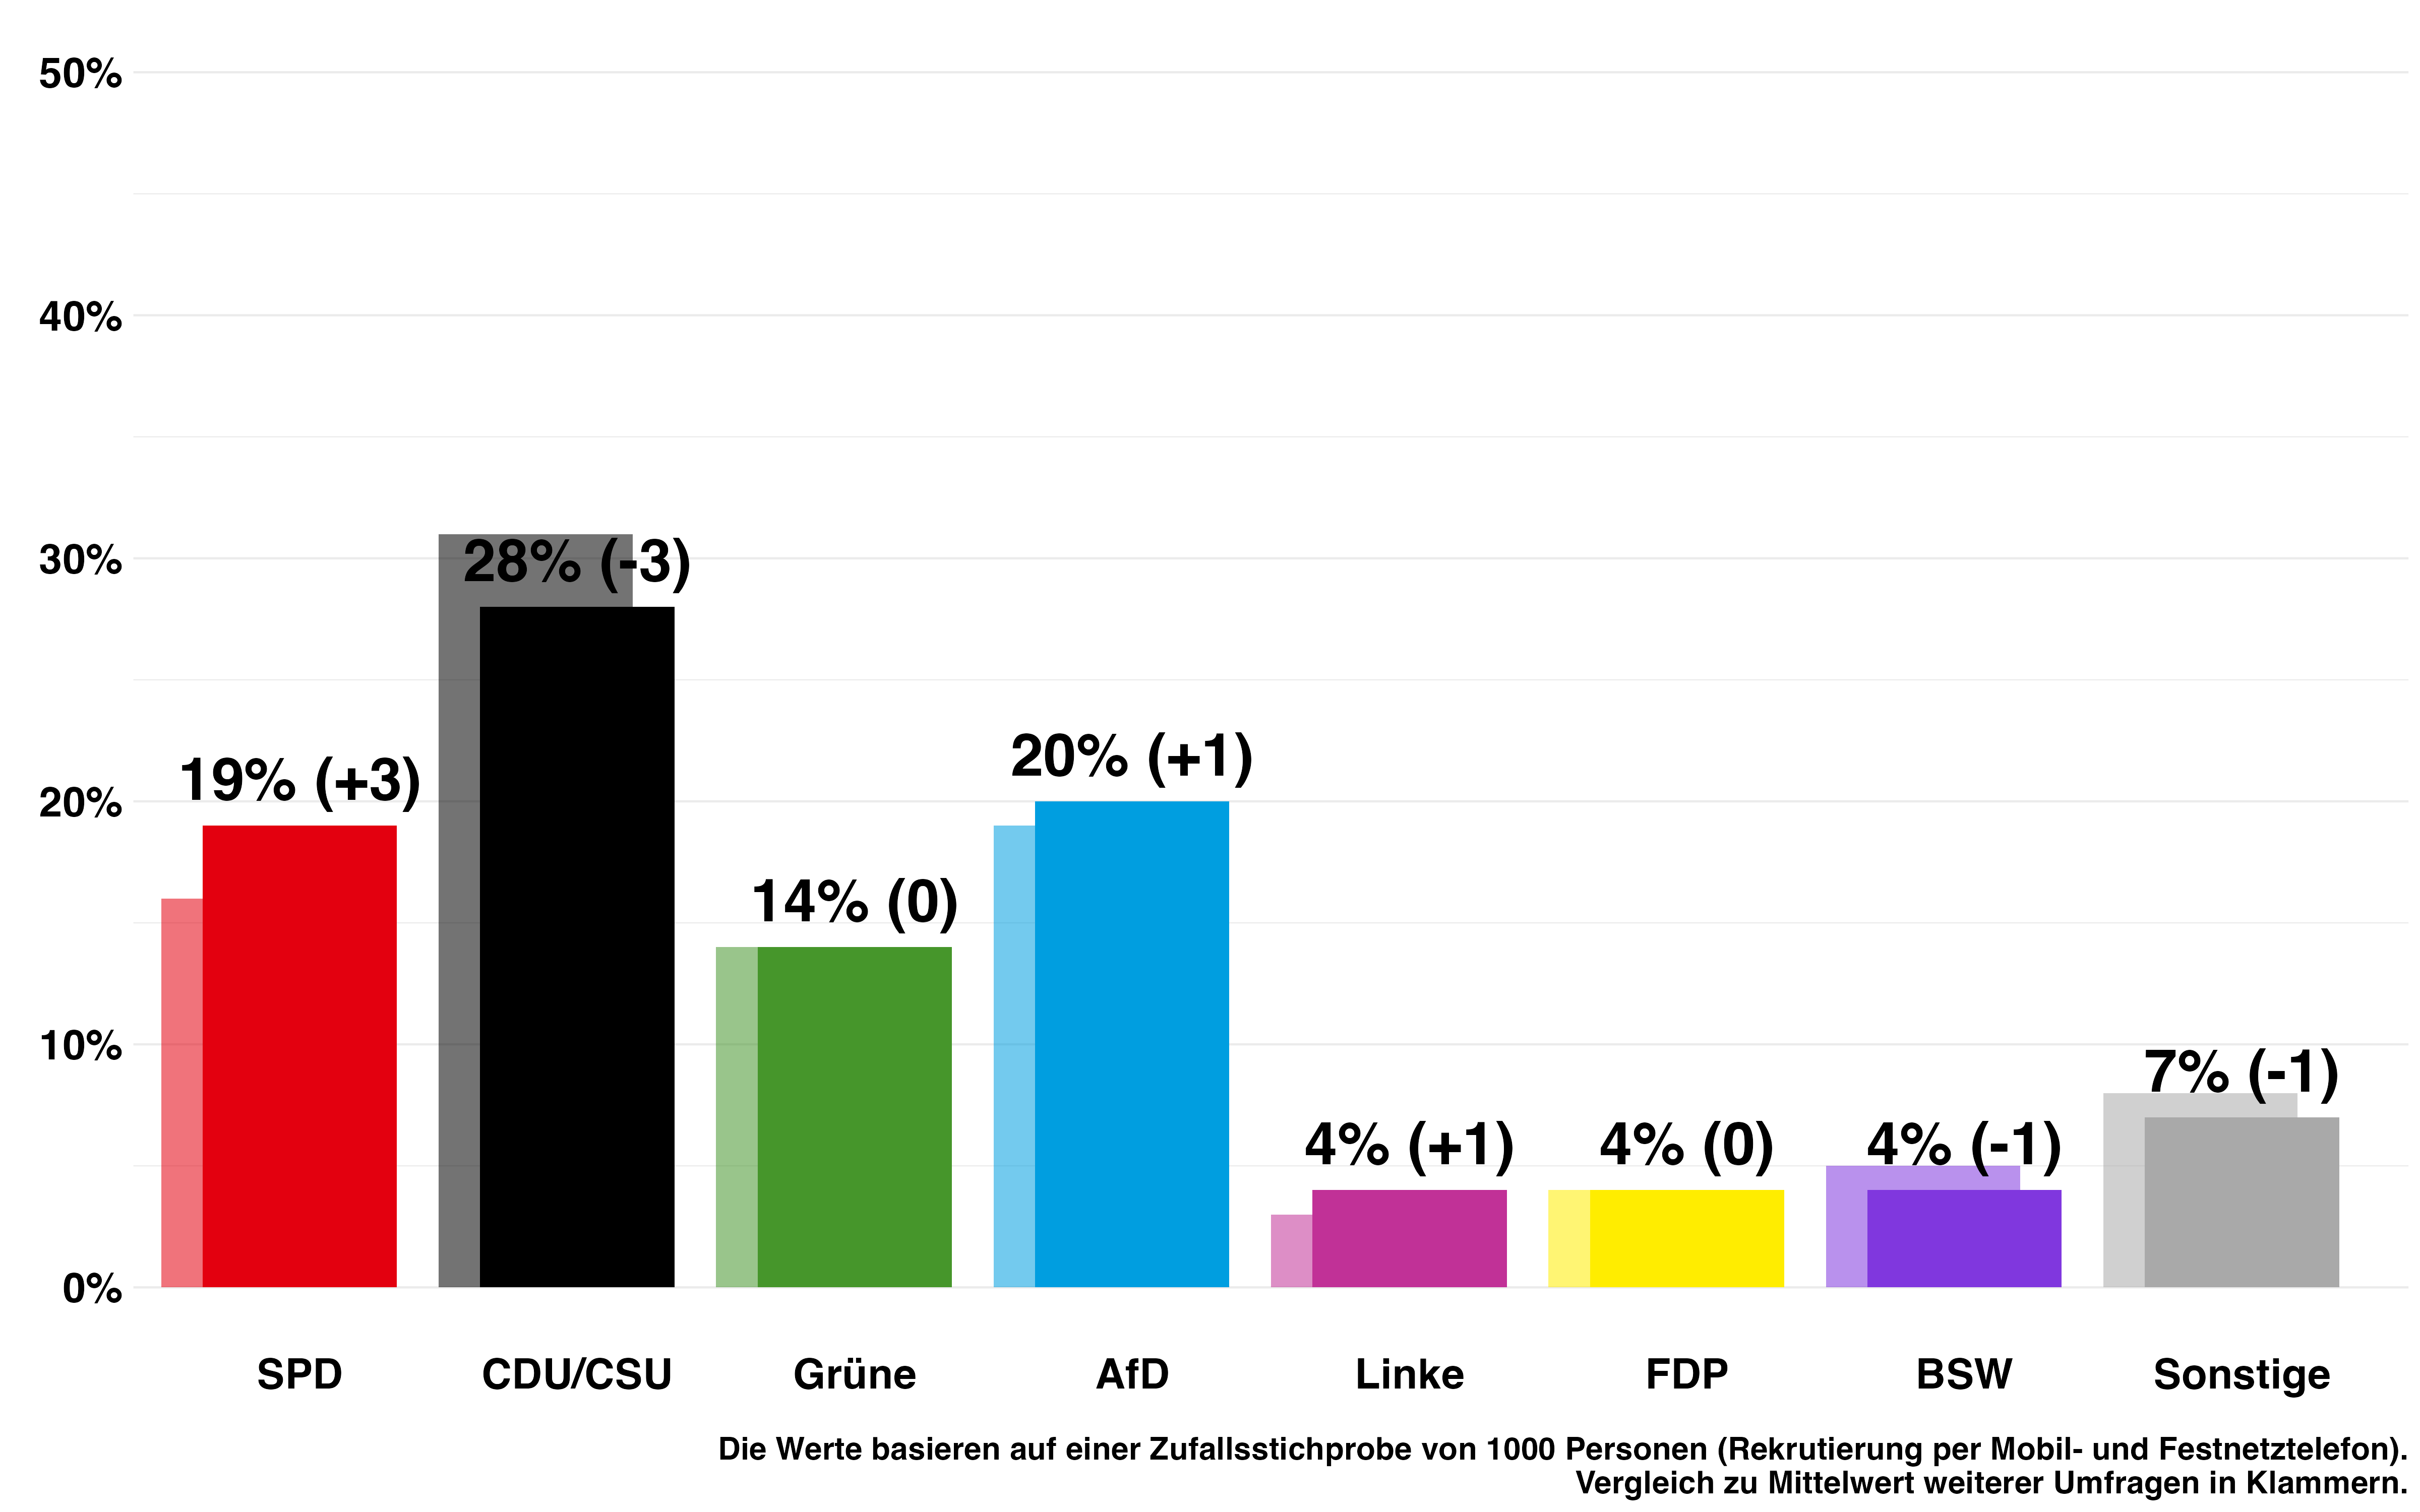 50%
40%
30%
20%
10%
0%
19% (+3)
28% (-3)
14% (0)
20% (+1)
4% (+1)
4% (0)
4% (-1)
7% (-1)
SPD
CDU/CSU
Grüne
AfD
Linke
FDP
BSW
Sonstige
Die Werte basieren auf einer Zufallsstichprobe von 1000 Personen (Rekrutierung per Mobil- und Festnetztelefon).
Vergleich zu Mittelwert weiterer Umfragen in Klammern.